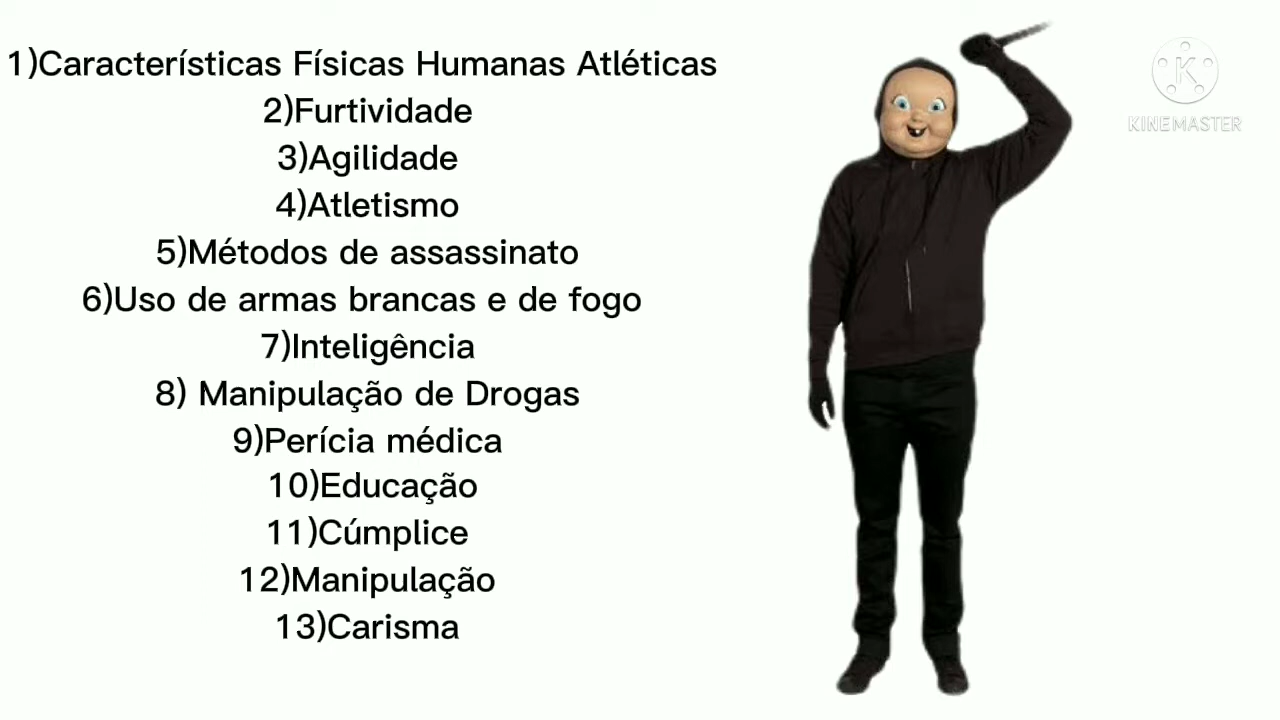 1)Características Físicas Humanas Atléticas
2)Furtividade
3)Agilidade
4)Atletismo
5)Métodos de assassinato
6)Uso de armas brancas e de fogo
7)Inteligência
8) Manipulação de Drogas
9)Perícia médica
10)Educação
11)Cúmplice
12)Manipulação
13)Carisma
K
KINEMASTER